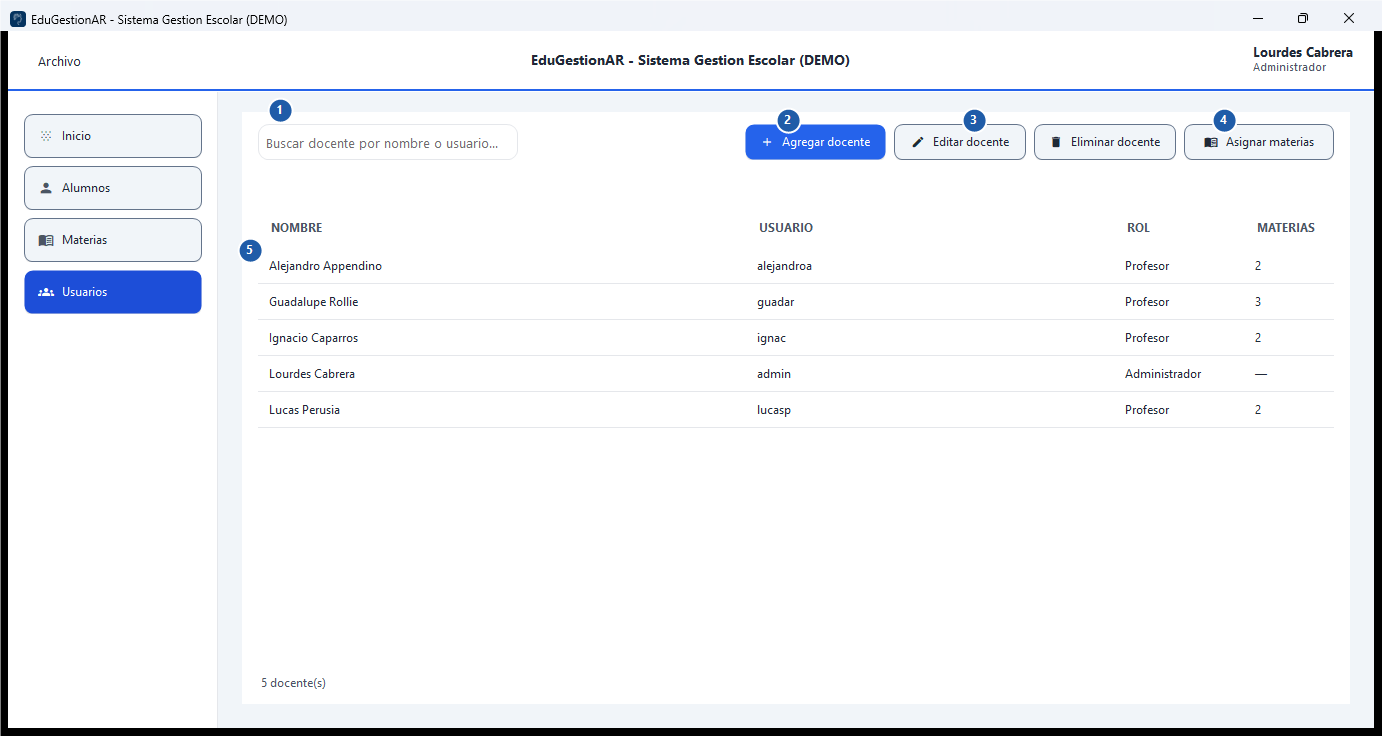 EduGestionAR - Sistema Gestion Escolar (DEMO)
Archivo
EduGestionAR - Sistema Gestion Escolar (DEMO)
Lourdes Cabrera
Administrador
Inicio
Alumnos
Materias
Usuarios
1
Buscar docente por nombre o usuario...
2
+ Agregar docente
3
Editar docente
Eliminar docente
4
Asignar materias
NOMBRE USUARIO ROL MATERIAS
5
Alejandro Appendino alejandroa Profesor 2
Guadalupe Rollie guadar Profesor 3
Ignacio Caparros ignac Profesor 2
Lourdes Cabrera admin Administrador —
Lucas Perusia lucasp Profesor 2
5 docente(s)